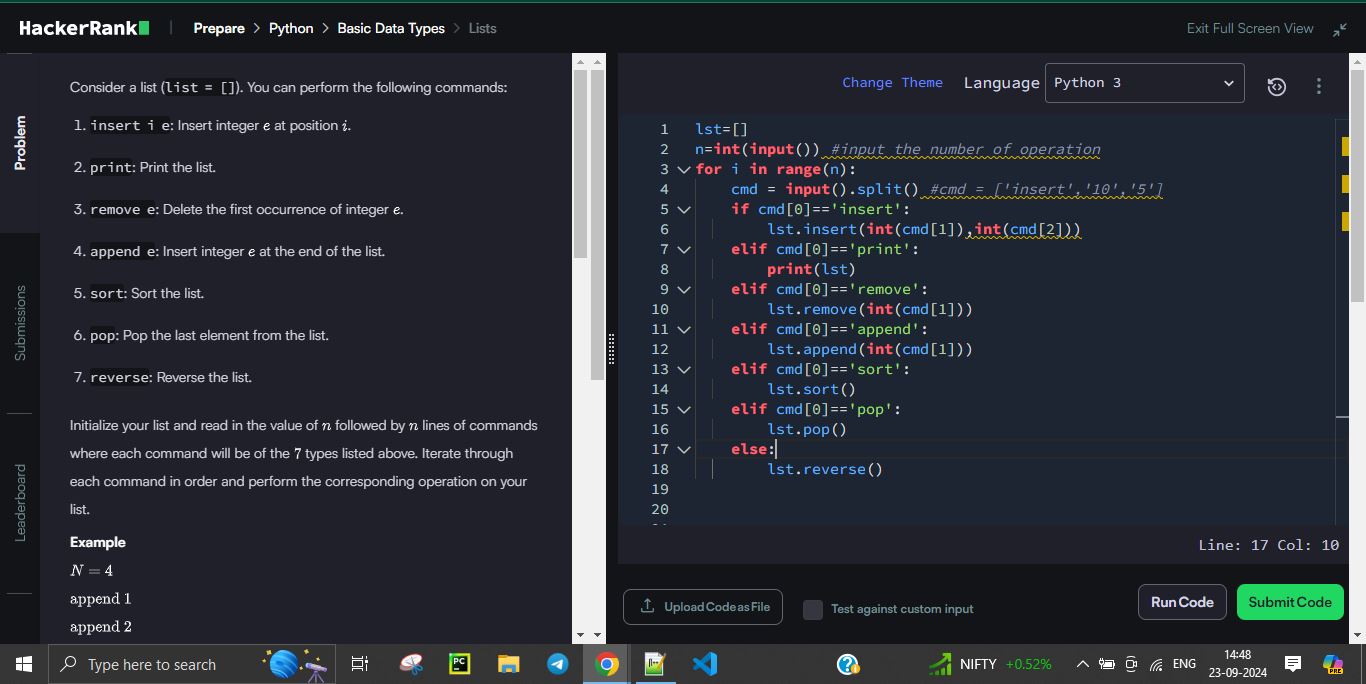 HackerRank | Prepare > Python > Basic Data Types > Lists
Exit Full Screen View
Problem
Submissions
Leaderboard
Consider a list (list = []). You can perform the following commands:
1. insert i e: Insert integer e at position i.
2. print: Print the list.
3. remove e: Delete the first occurrence of integer e.
4. append e: Insert integer e at the end of the list.
5. sort: Sort the list.
6. pop: Pop the last element from the list.
7. reverse: Reverse the list.
Initialize your list and read in the value of n followed by n lines of commands
where each command will be of the 7 types listed above. Iterate through
each command in order and perform the corresponding operation on your
list.
Example
N = 4
append 1
append 2
Change Theme Language Python 3
1 lst=[]
2 n=int(input()) #input the number of operation
3 for i in range(n):
4 cmd = input().split() #cmd = ['insert','10','5']
5 if cmd[0]=='insert':
6 lst.insert(int(cmd[1]),int(cmd[2]))
7 elif cmd[0]=='print':
8 print(lst)
9 elif cmd[0]=='remove':
10 lst.remove(int(cmd[1]))
11 elif cmd[0]=='append':
12 lst.append(int(cmd[1]))
13 elif cmd[0]=='sort':
14 lst.sort()
15 elif cmd[0]=='pop':
16 lst.pop()
17 else:
18 lst.reverse()
19
20
Line: 17 Col: 10
Upload Code as File
Test against custom input
Run Code
Submit Code
Type here to search
PC
NIFTY +0.52%
ENG
14:48
23-09-2024
PRE